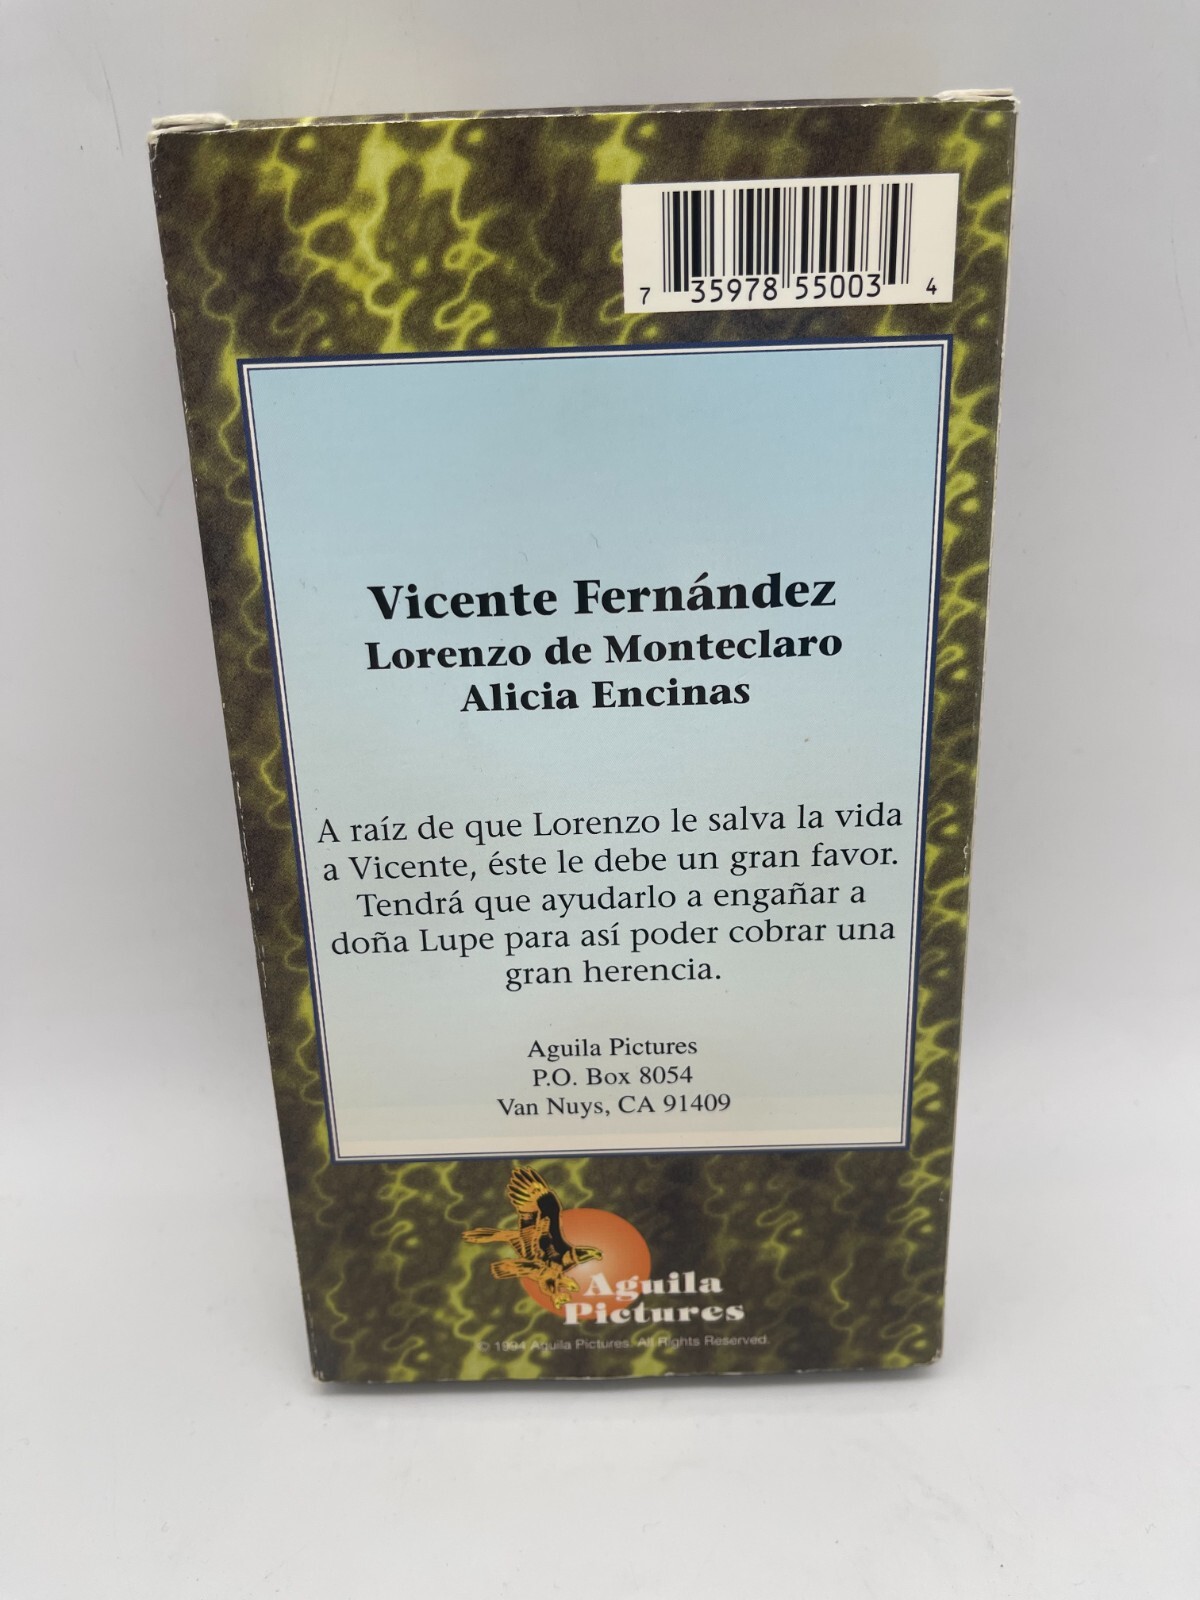 7 35978 55003 4
Vicente Fernández
Lorenzo de Monteclaro
Alicia Encinas
A raíz de que Lorenzo le salva la vida
a Vicente, éste le debe un gran favor.
Tendrá que ayudarlo a engañar a
doña Lupe para así poder cobrar una
gran herencia.
Aguila Pictures
P.O. Box 8054
Van Nuys, CA 91409
Aguila
Pictures
© 1994 Aguila Pictures. All Rights Reserved.